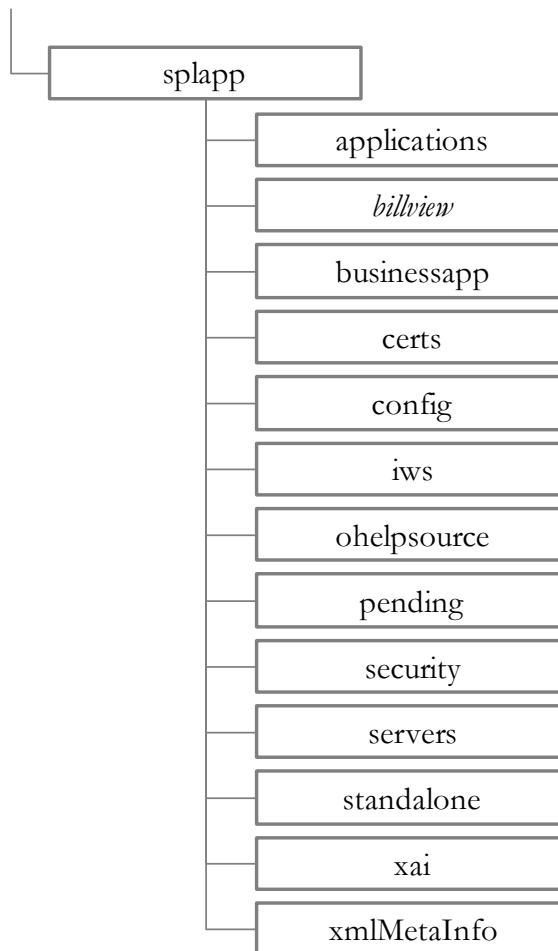 splapp
applications
billview
businessapp
certs
config
iws
ohelpsource
pending
security
servers
standalone
xai
xmlMetaInfo